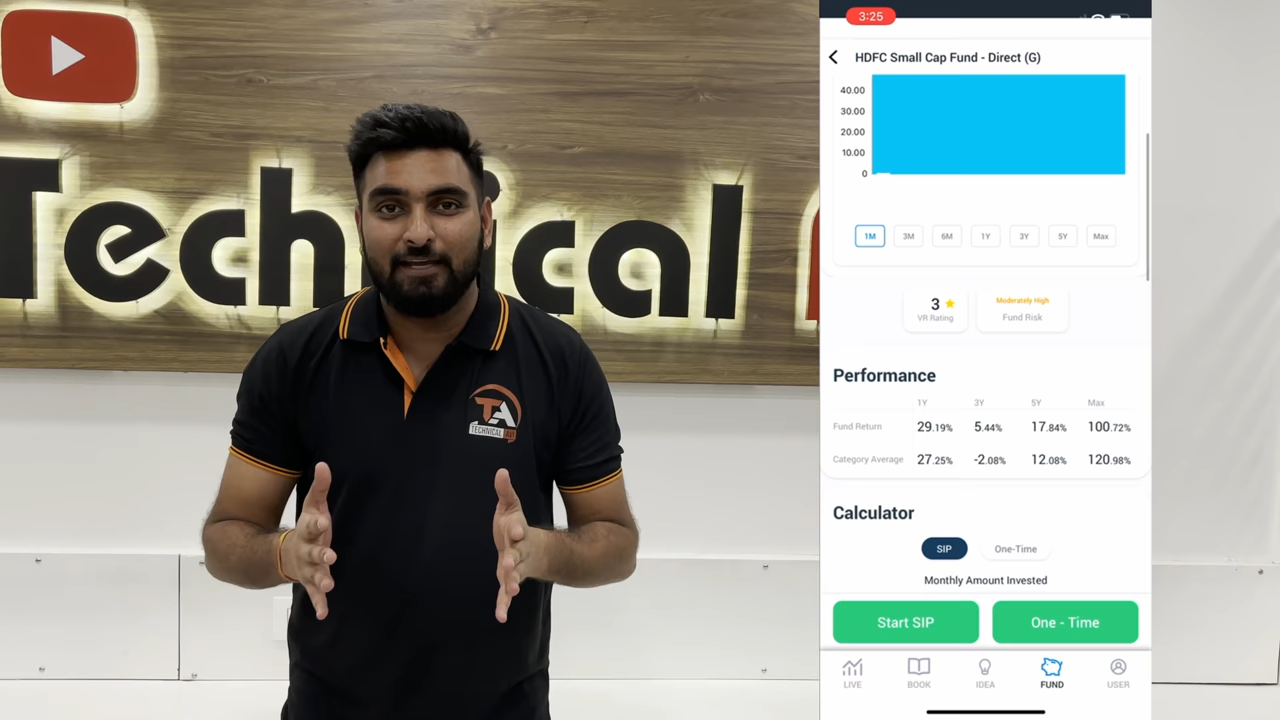 Technical
TA
TECHNICAL AVI
3:25
HDFC Small Cap Fund - Direct (G)
40.00
30.00
20.00
10.00
0
1M 3M 6M 1Y 3Y 5Y Max
3 Moderately High
VR Rating Fund Risk
Performance
1Y 3Y 5Y Max
Fund Return 29.19% 5.44% 17.84% 100.72%
Category Average 27.25% -2.08% 12.08% 120.98%
Calculator
SIP One-Time
Monthly Amount Invested
Start SIP One - Time
LIVE BOOK IDEA FUND USER